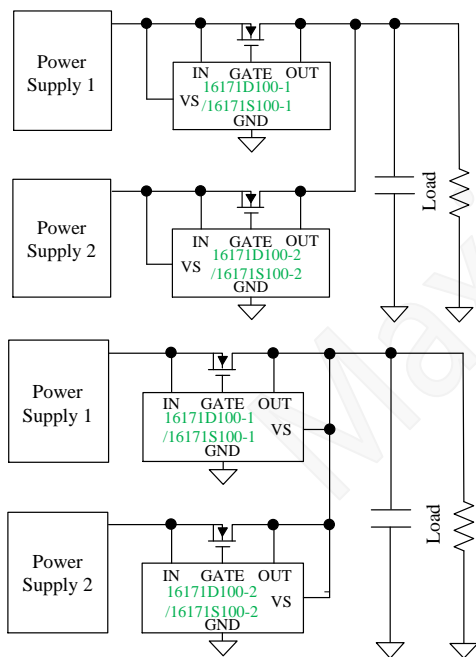 Power
Supply 1
IN GATE OUT
16171D100-1
VS /16171S100-1
GND
Power
Supply 2
IN GATE OUT
16171D100-2
VS /16171S100-2
GND
Load
Power
Supply 1
IN GATE OUT
16171D100-1
/16171S100-1 VS
GND
Power
Supply 2
IN GATE OUT
16171D100-2
/16171S100-2 VS
GND
Load
Max